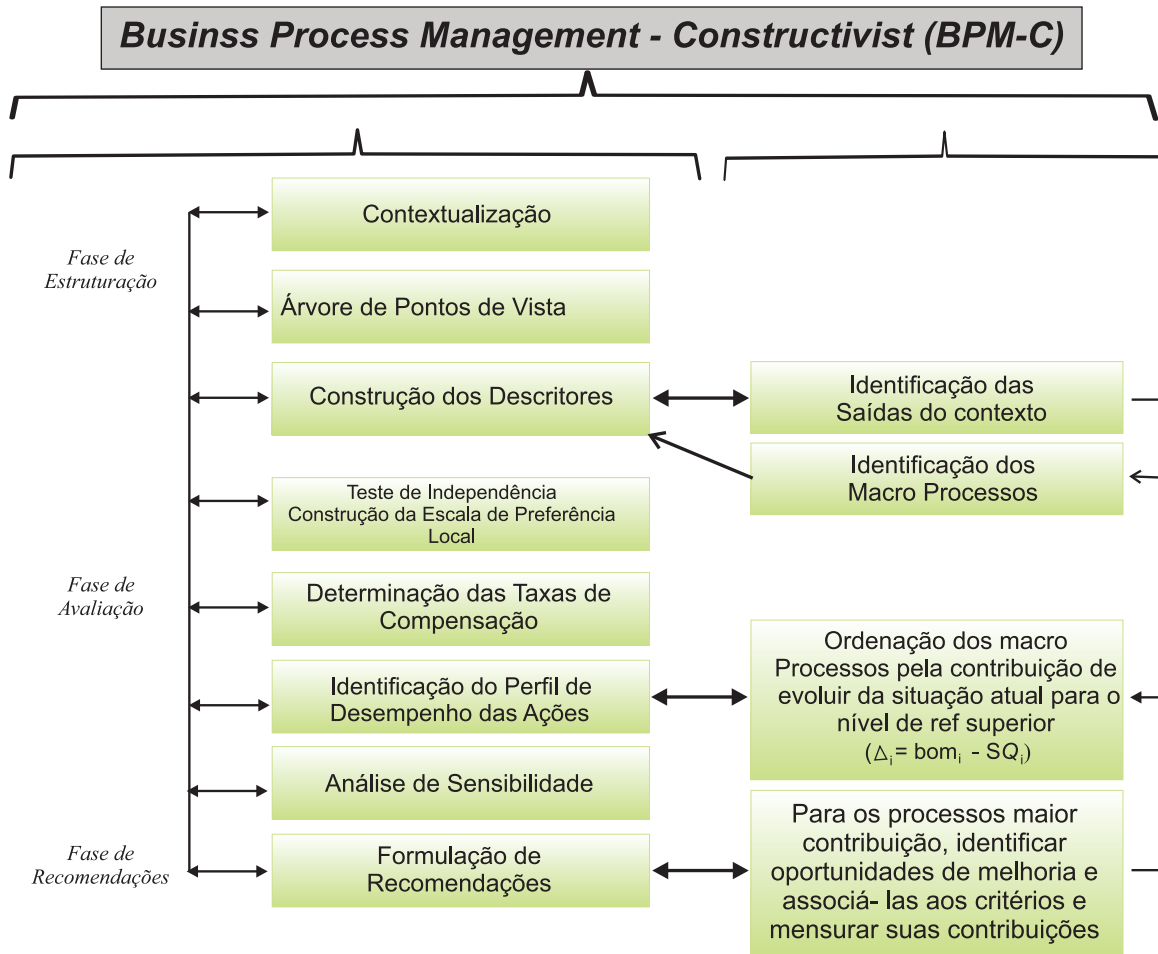 Businss Process Management - Constructivist (BPM-C)
Contextualização
Fase de
Estruturação
Árvore de Pontos de Vista
Construção dos Descritores
Identificação das
Saídas do contexto
Identificação dos
Macro Processos
Teste de Independência
Construção da Escala de Preferência
Local
Fase de
Avaliação
Determinação das Taxas de
Compensação
Identificação do Perfil de
Desempenho das Ações
Ordenação dos macro
Processos pela contribuição de
evoluir da situação atual para o
nível de ref superior
(Δi = bomi - SQi)
Análise de Sensibilidade
Fase de
Recomendações
Formulação de
Recomendações
Para os processos maior
contribuição, identificar
oportunidades de melhoria e
associá- las aos critérios e
mensurar suas contribuições